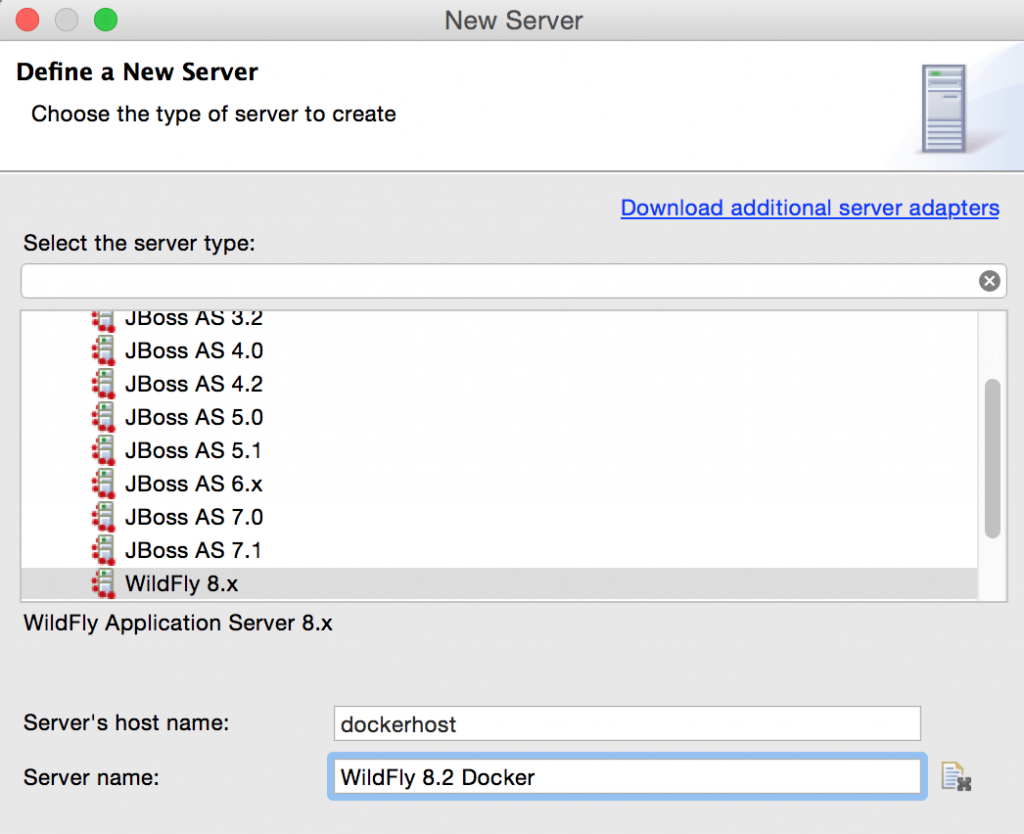 New Server
Define a New Server
Choose the type of server to create
Download additional server adapters
Select the server type:
JBoss AS 3.2
JBoss AS 4.0
JBoss AS 4.2
JBoss AS 5.0
JBoss AS 5.1
JBoss AS 6.x
JBoss AS 7.0
JBoss AS 7.1
WildFly 8.x
WildFly Application Server 8.x
Server's host name: dockerhost
Server name: WildFly 8.2 Docker